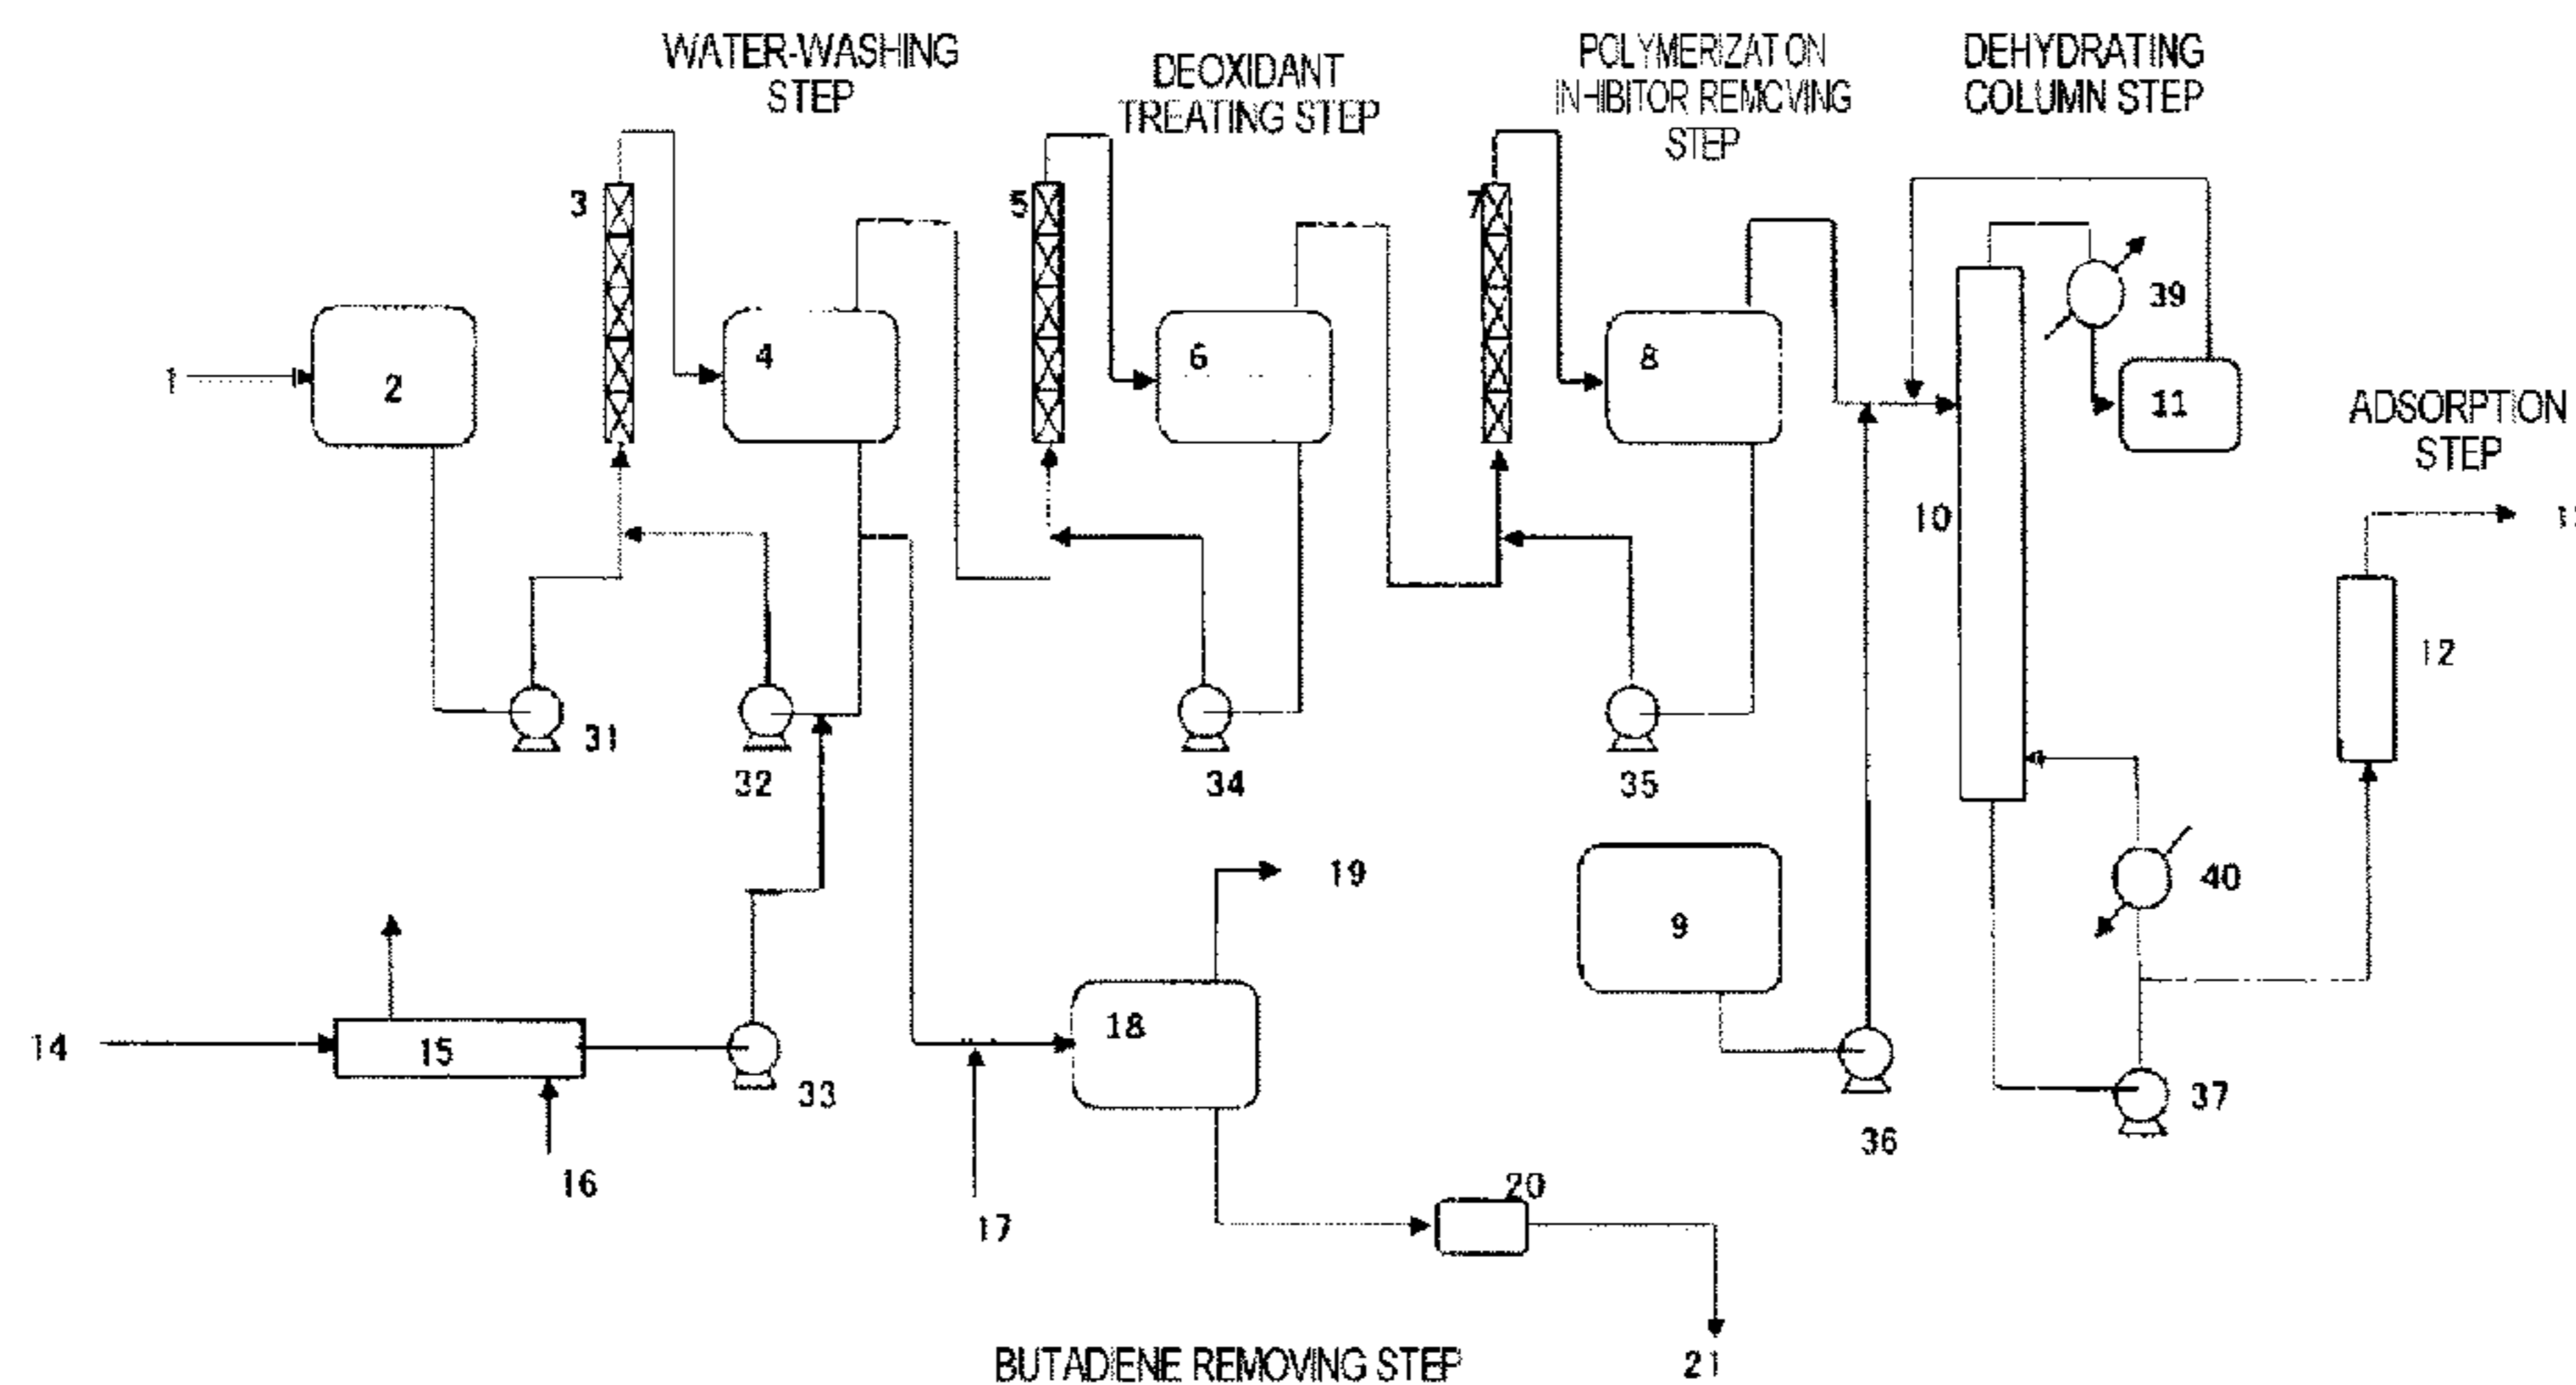 WATER-WASHING
STEP
DEOXIDANT
TREATING STEP
POLYMERIZATION
INHIBITOR REMOVING
STEP
DEHYDRATING
COLUMN STEP
ADSORPTION
STEP
1
2
3
4
5
6
7
8
39
11
10
12
31
32
34
35
9
40
14
15
33
16
17
18
19
20
21
36
37
BUTADIENE REMOVING STEP